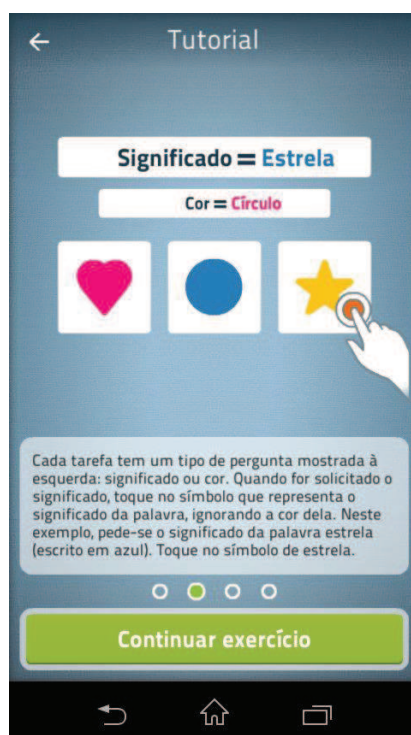 Tutorial
Significado = Estrela
Cor = Círculo
Cada tarefa tem um tipo de pergunta mostrada à
esquerda: significado ou cor. Quando for solicitado o
significado, toque no símbolo que representa o
significado da palavra, ignorando a cor dela. Neste
exemplo, pede-se o significado da palavra estrela
(escrito em azul). Toque no símbolo de estrela.
Continuar exercício